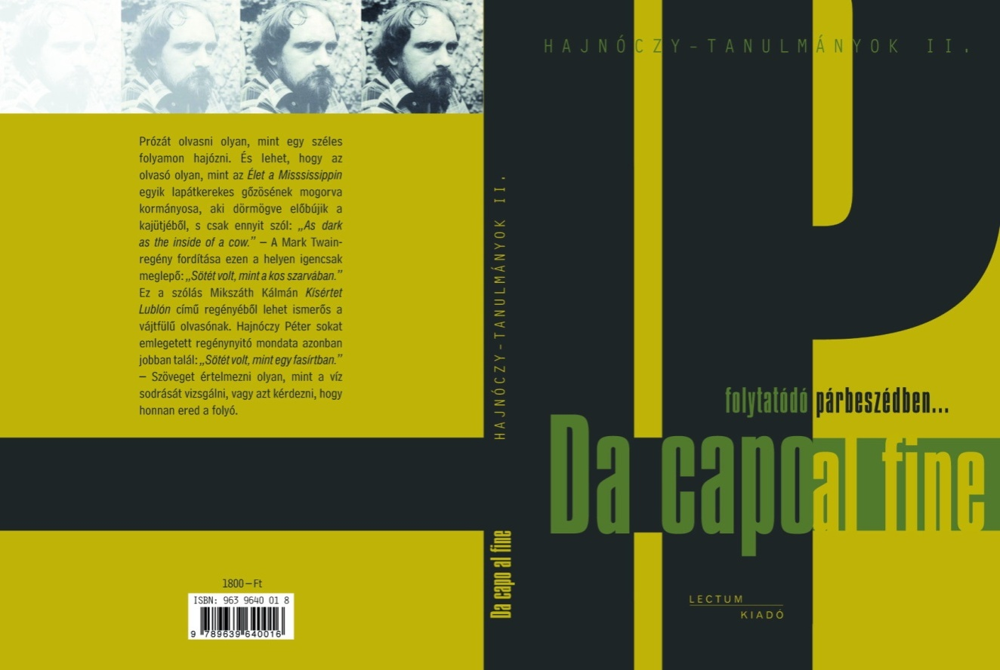 Prózát olvasni olyan, mint egy széles
folyamon hajózni. És lehet, hogy az
olvasó olyan, mint az Élet a Misssissippin
egyik lapátkerekes gőzösének mogorva
kormányosa, aki dörmögve előbújik a
kajütjéből, s csak ennyit szól: „As dark
as the inside of a cow.” – A Mark Twain-
regény fordítása ezen a helyen igencsak
meglepő: „Sötét volt, mint a kos szarvában.”
Ez a szólás Mikszáth Kálmán Kísértet
Lublón című regényéből lehet ismerős a
vájtfülű olvasónak. Hajnóczy Péter sokat
emlegetett regénynyitó mondata azonban
jobban talál: „Sötét volt, mint egy fasírtban.”
– Szöveget értelmezni olyan, mint a víz
sodrását vizsgálni, vagy azt kérdezni, hogy
honnan ered a folyó.
1800–Ft
ISBN: 963 9640 01 8
9 789639 640016
HAJNÓCZY-TANULMÁNYOK II.
Da capo al fine
HAJNÓCZY-TANULMÁNYOK II.
folytatódó párbeszédben...
Da capo al fine
LECTUM
KIADÓ